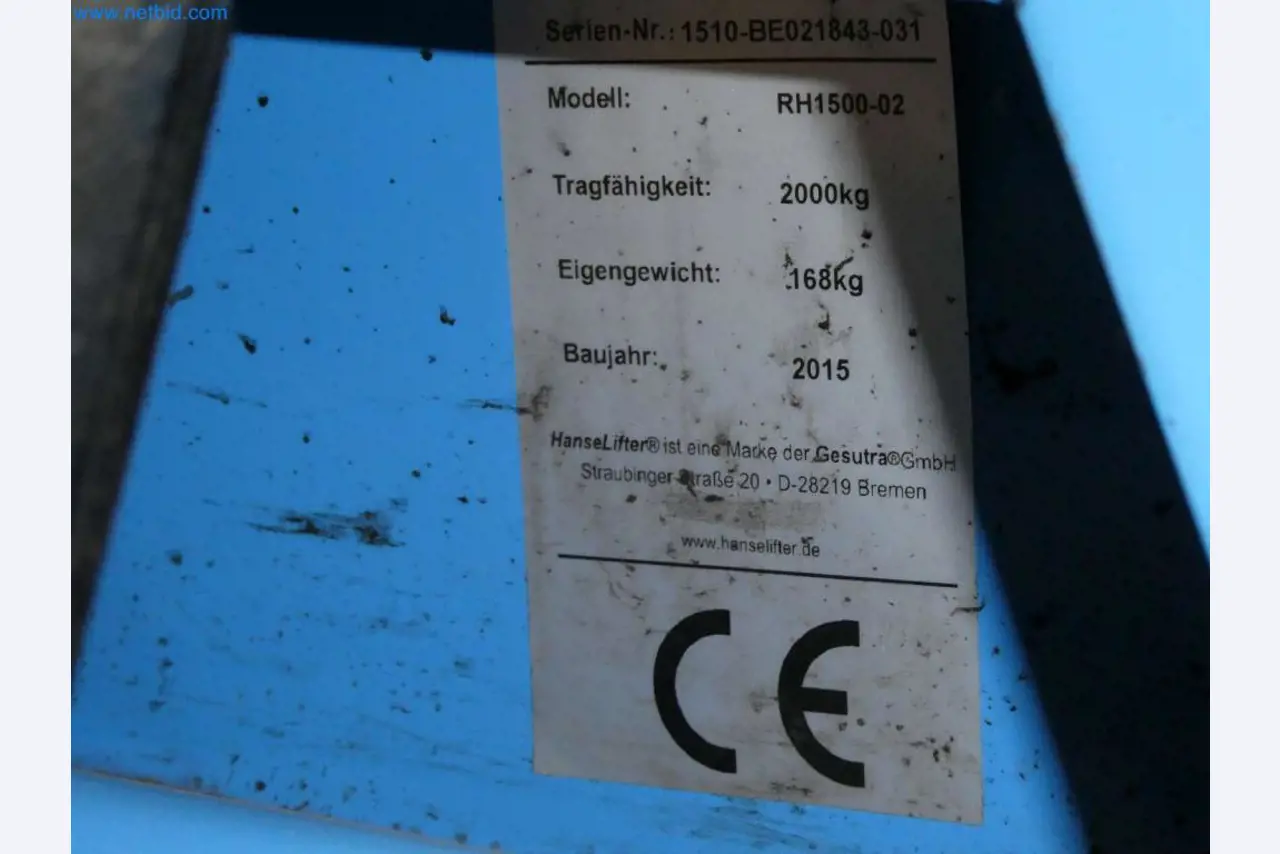 www.netbid.com
Serien-Nr.: 1510-BE021843-031
Modell: RH1500-02
Tragfähigkeit: 2000kg
Eigengewicht: 168kg
Baujahr: 2015
HanseLifter® ist eine Marke der Gesutra®GmbH
Straubinger Straße 20 • D-28219 Bremen
www.hanselifter.de
CE